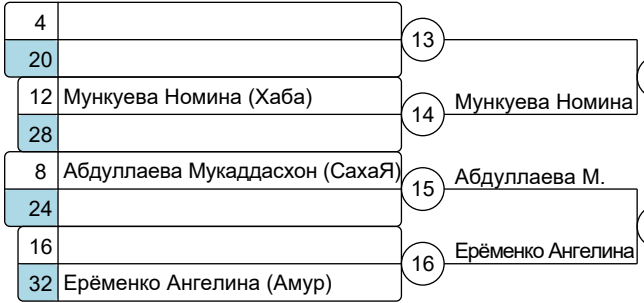 4
13
20
12 Мункуева Номина (Хаба)
14 Мункуева Номина
28
8 Абдуллаева Мукаддасхон (СахаЯ)
15 Абдуллаева М.
24
16
16 Ерёменко Ангелина
32 Ерёменко Ангелина (Амур)